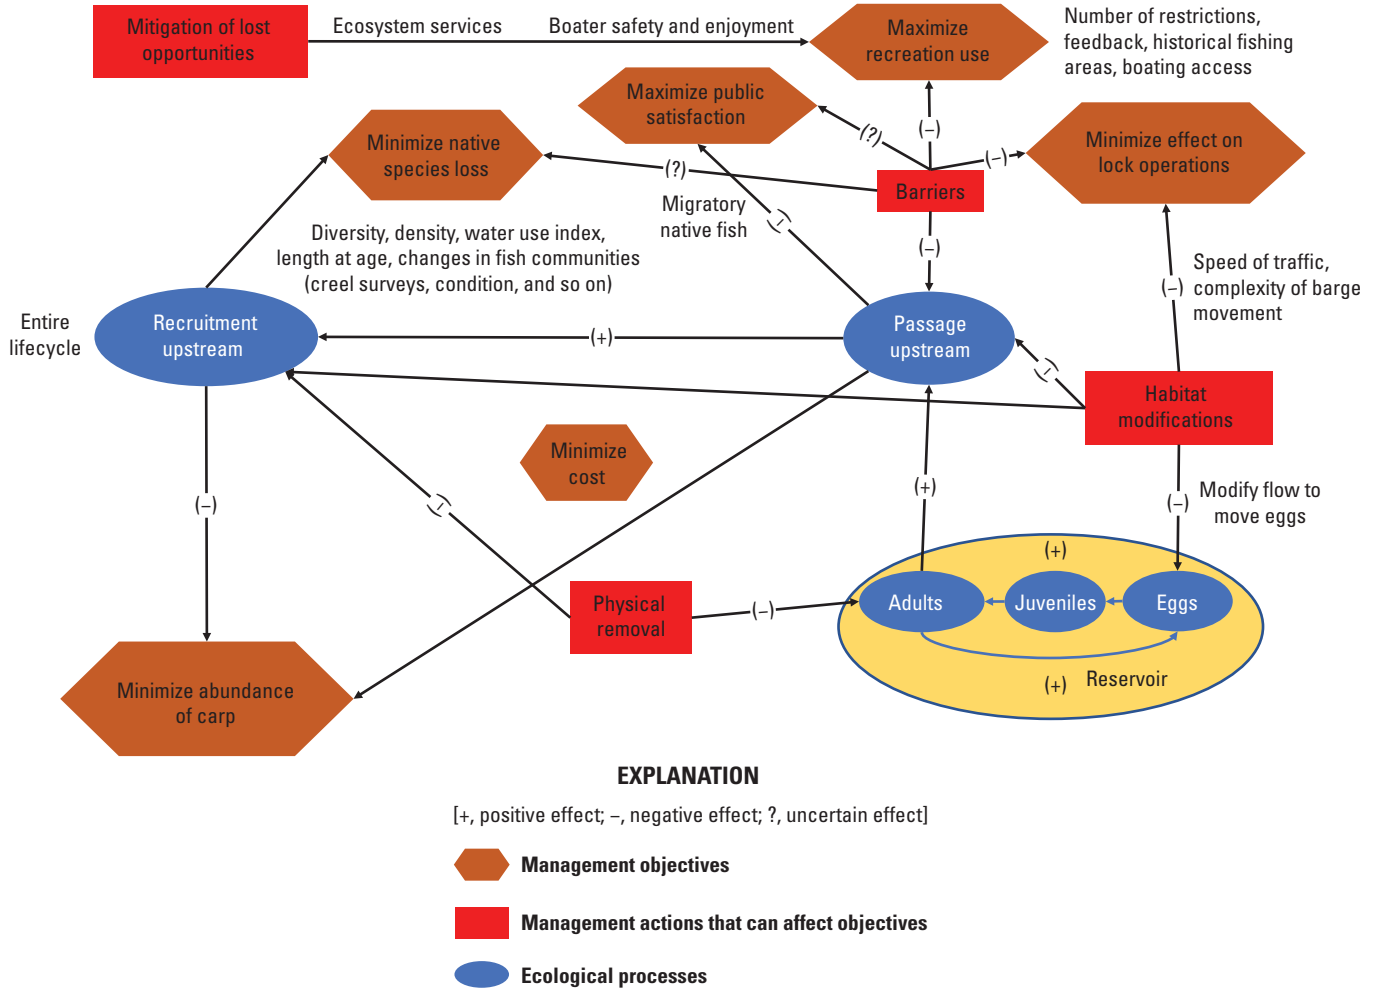 Mitigation of lost
opportunities
Ecosystem services
Boater safety and enjoyment
Maximize
recreation use
Number of restrictions,
feedback, historical fishing
areas, boating access
Maximize public
satisfaction
(?)
(–)
Minimize native
species loss
(?)
(–)
Minimize effect on
lock operations
Barriers
Migratory
native fish
(–)
(–)
Diversity, density, water use index,
length at age, changes in fish communities
(creel surveys, condition, and so on)
Speed of traffic,
complexity of barge
movement
(–)
Entire
lifecycle
Recruitment
upstream
(+)
Passage
upstream
(–)
Habitat
modifications
Minimize
cost
(–)
(–)
(+)
(–)
Modify flow to
move eggs
(+)
Physical
removal
(–)
Adults
Juveniles
Eggs
(+)
Reservoir
Minimize abundance
of carp
EXPLANATION
[+, positive effect; –, negative effect; ?, uncertain effect]
Management objectives
Management actions that can affect objectives
Ecological processes